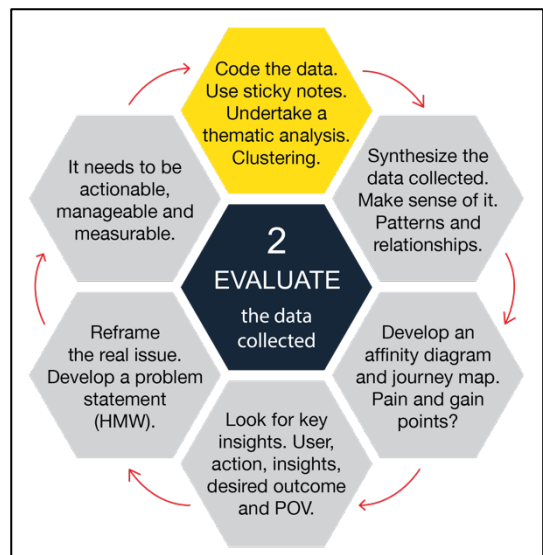 Code the data.
Use sticky notes.
Undertake a
thematic analysis.
Clustering.
Synthesize the
data collected.
Make sense of it.
Patterns and
relationships.
Develop an
affinity diagram
and journey map.
Pain and gain
points?
Look for key
insights. User,
action, insights,
desired outcome
and POV.
Reframe
the real issue.
Develop a problem
statement
(HMW).
It needs to be
actionable,
manageable and
measurable.
2
EVALUATE
the data
collected